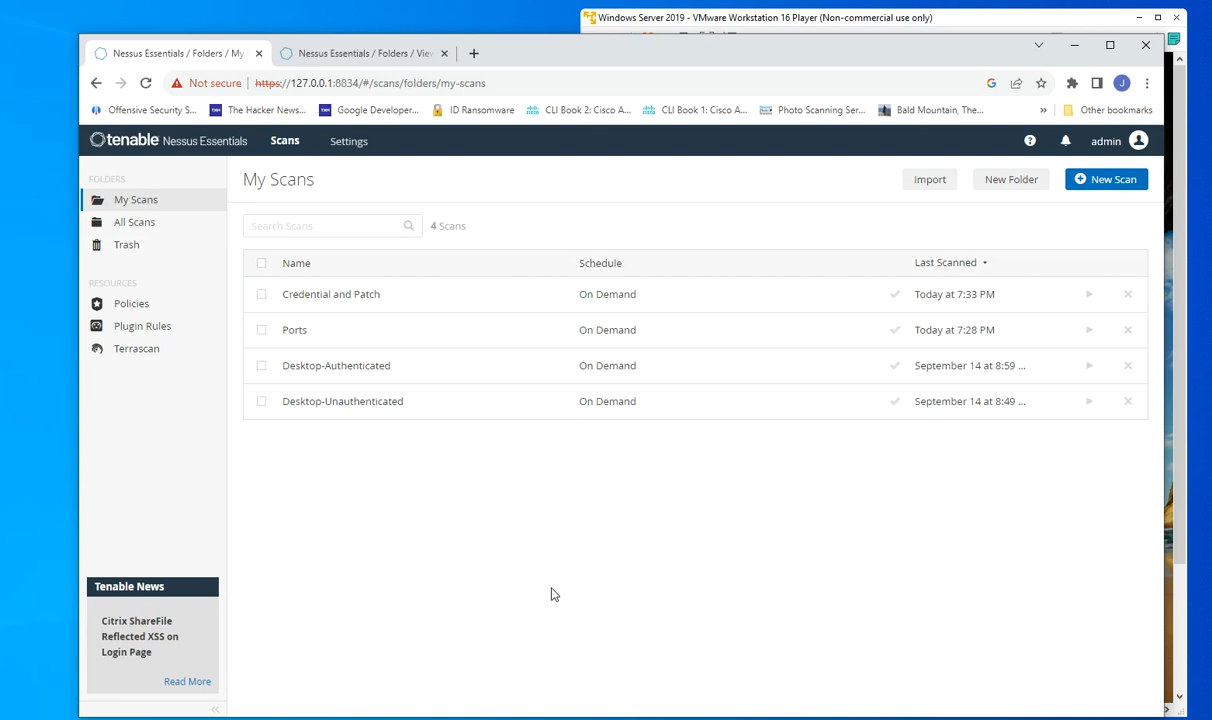 Windows Server 2019 - VMware Workstation 16 Player (Non-commercial use only)
Nessus Essentials / Folders / My
Nessus Essentials / Folders / Vie
Not secure https://127.0.0.1:8834/#/scans/folders/my-scans
J
Offensive Security S... The Hacker News... Google Developer... ID Ransomware CLI Book 2: Cisco A... CLI Book 1: Cisco A... Photo Scanning Ser... Bald Mountain, The... » Other bookmarks
tenable Nessus Essentials Scans Settings admin
FOLDERS
My Scans
All Scans
Trash
RESOURCES
Policies
Plugin Rules
Terrascan
My Scans Import New Folder New Scan
Search Scans 4 Scans
Name Schedule Last Scanned
Credential and Patch On Demand Today at 7:33 PM
Ports On Demand Today at 7:28 PM
Desktop-Authenticated On Demand September 14 at 8:59 ...
Desktop-Unauthenticated On Demand September 14 at 8:49 ...
Tenable News
Citrix ShareFile
Reflected XSS on
Login Page
Read More